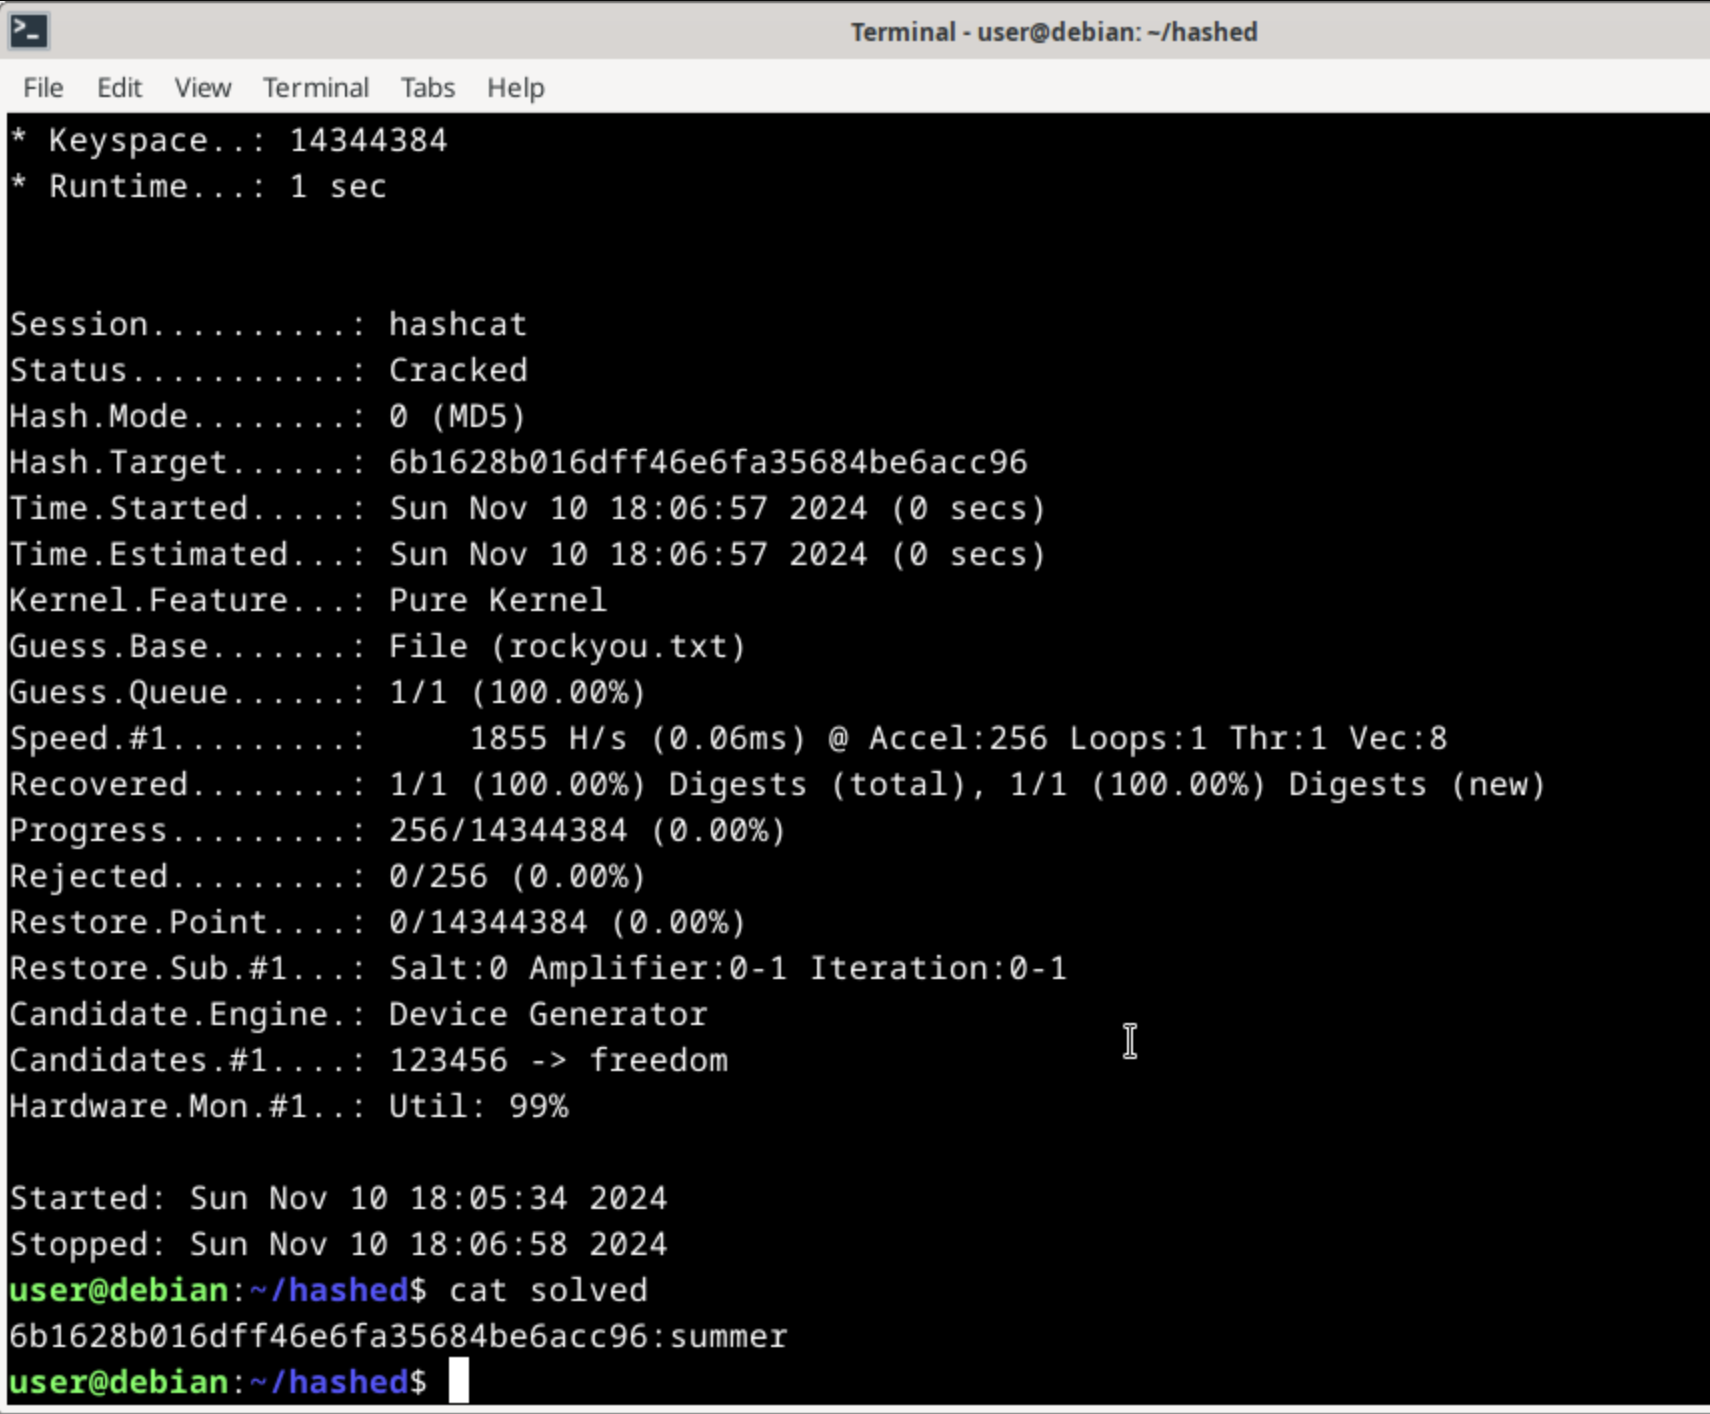 Terminal - user@debian: ~/hashed
File Edit View Terminal Tabs Help
* Keyspace..: 14344384
* Runtime...: 1 sec
Session..........: hashcat
Status...........: Cracked
Hash.Mode........: 0 (MD5)
Hash.Target......: 6b1628b016dff46e6fa35684be6acc96
Time.Started.....: Sun Nov 10 18:06:57 2024 (0 secs)
Time.Estimated...: Sun Nov 10 18:06:57 2024 (0 secs)
Kernel.Feature...: Pure Kernel
Guess.Base.......: File (rockyou.txt)
Guess.Queue......: 1/1 (100.00%)
Speed.#1.........:     1855 H/s (0.06ms) @ Accel:256 Loops:1 Thr:1 Vec:8
Recovered........: 1/1 (100.00%) Digests (total), 1/1 (100.00%) Digests (new)
Progress.........: 256/14344384 (0.00%)
Rejected.........: 0/256 (0.00%)
Restore.Point....: 0/14344384 (0.00%)
Restore.Sub.#1...: Salt:0 Amplifier:0-1 Iteration:0-1
Candidate.Engine.: Device Generator
Candidates.#1....: 123456 -> freedom
Hardware.Mon.#1..: Util: 99%
Started: Sun Nov 10 18:05:34 2024
Stopped: Sun Nov 10 18:06:58 2024
user@debian:~/hashed$ cat solved
6b1628b016dff46e6fa35684be6acc96:summer
user@debian:~/hashed$